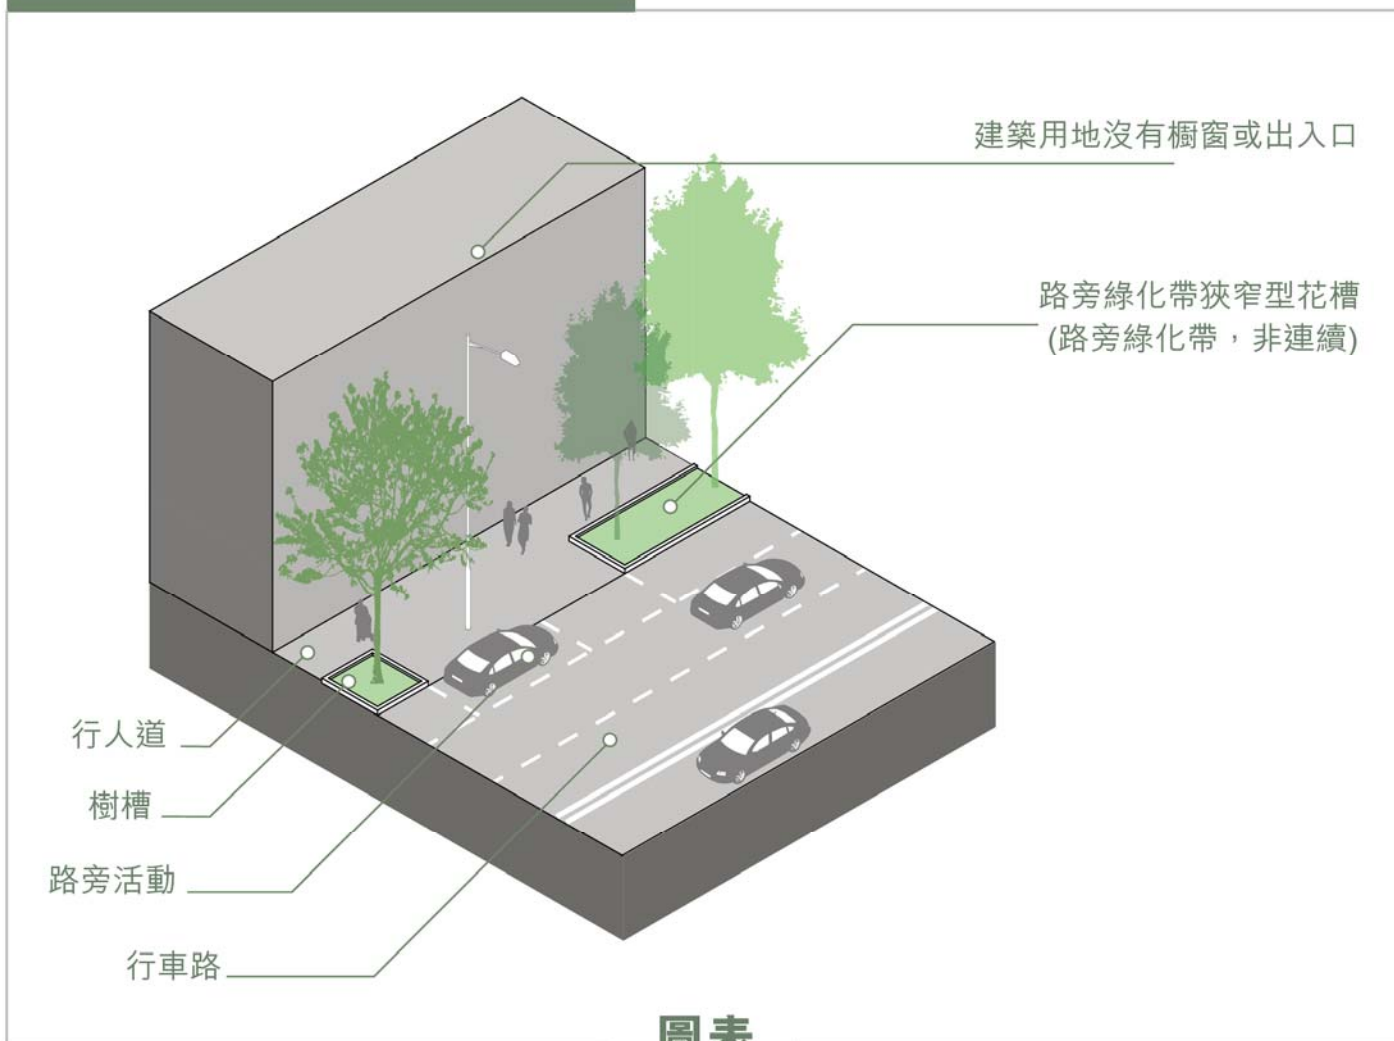 建築用地沒有櫥窗或出入口
路旁綠化帶狹窄型花槽
(路旁綠化帶，非連續)
行人道
樹槽
路旁活動
行車路
圖表